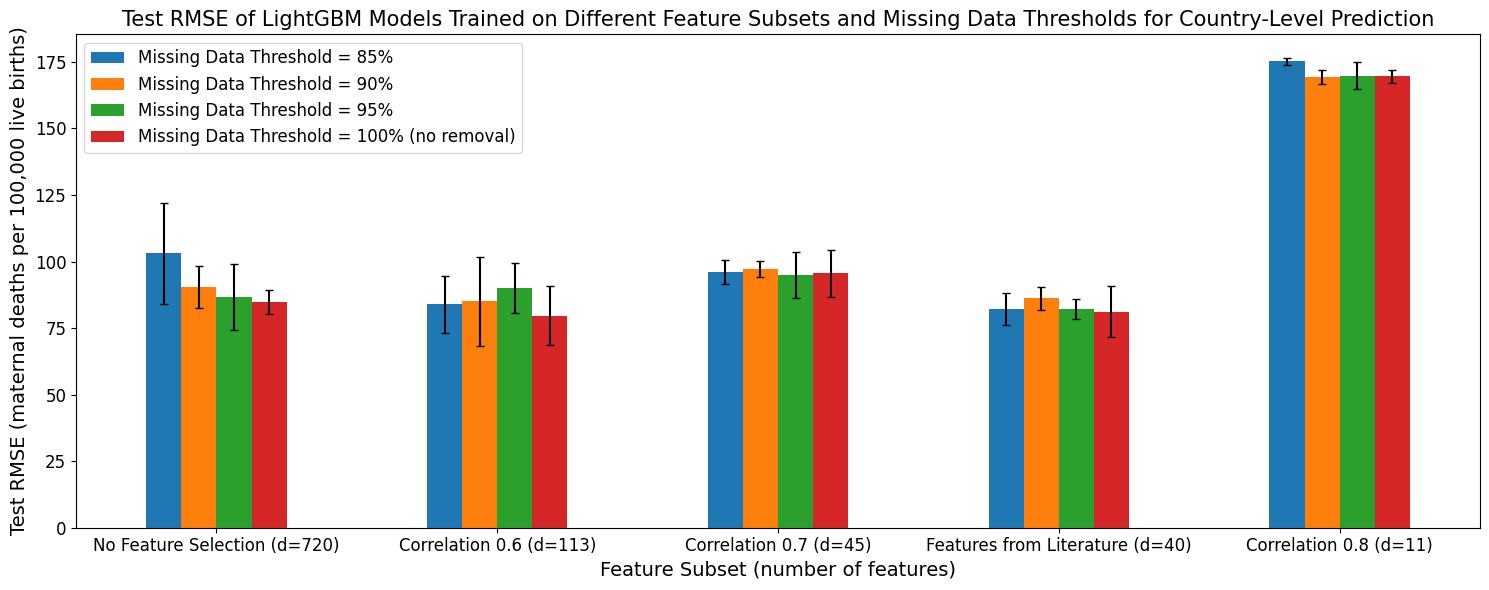 Test RMSE of LightGBM Models Trained on Different Feature Subsets and Missing Data Thresholds for Country-Level Prediction
Test RMSE (maternal deaths per 100,000 live births)
175
150
125
100
75
50
25
0
Missing Data Threshold = 85%
Missing Data Threshold = 90%
Missing Data Threshold = 95%
Missing Data Threshold = 100% (no removal)
No Feature Selection (d=720)
Correlation 0.6 (d=113)
Correlation 0.7 (d=45)
Features from Literature (d=40)
Correlation 0.8 (d=11)
Feature Subset (number of features)